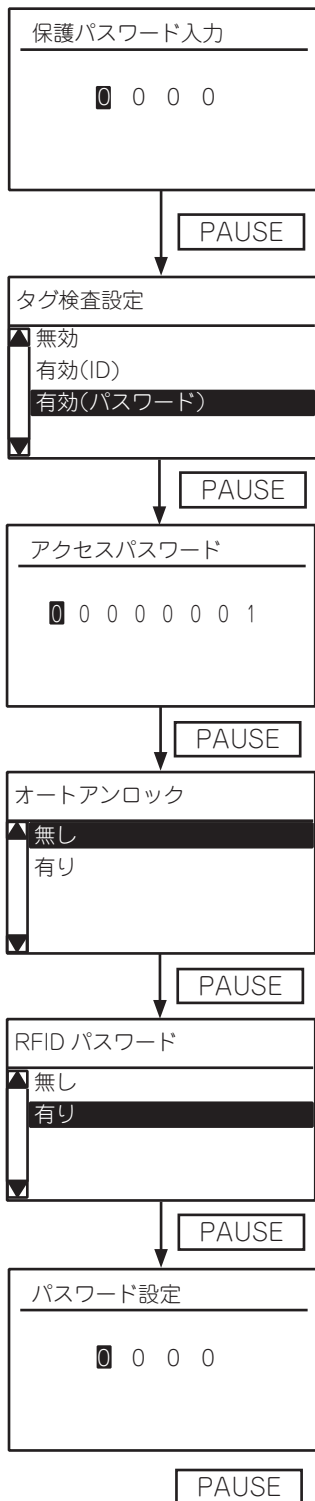 保護パスワード入力
0 0 0 0
PAUSE
タグ検査設定
無効
有効(ID)
有効(パスワード)
PAUSE
アクセスパスワード
0 0 0 0 0 0 0 1
PAUSE
オートアンロック
無し
有り
PAUSE
RFID パスワード
無し
有り
PAUSE
パスワード設定
0 0 0 0
PAUSE